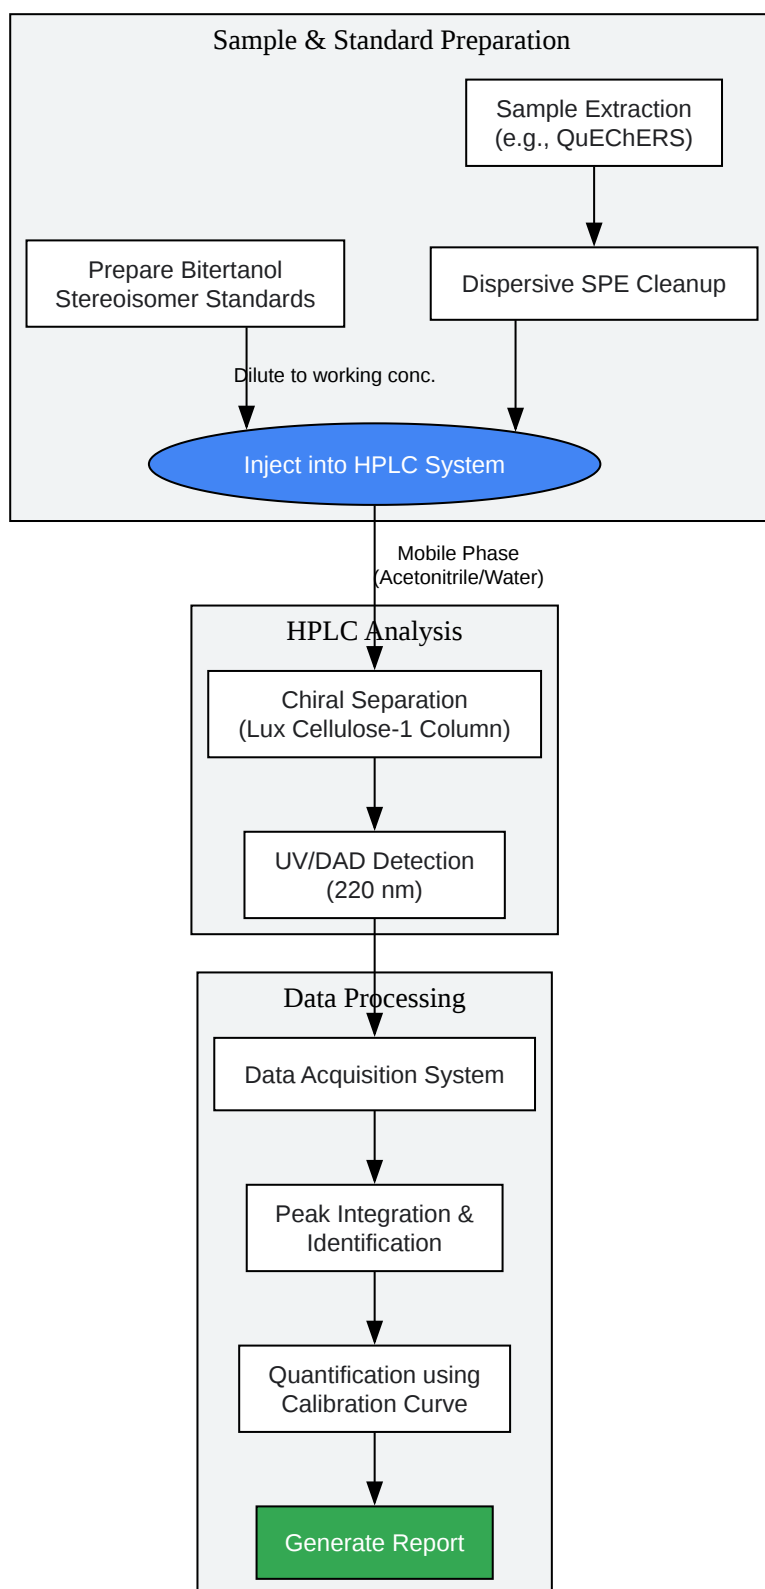 Sample & Standard Preparation
Sample Extraction
(e.g., QuEChERS)
Prepare Bitertanol
Stereoisomer Standards
Dispersive SPE Cleanup
Dilute to working conc.
Inject into HPLC System
Mobile Phase
(Acetonitrile/Water)
HPLC Analysis
Chiral Separation
(Lux Cellulose-1 Column)
UV/DAD Detection
(220 nm)
Data Processing
Data Acquisition System
Peak Integration &
Identification
Quantification using
Calibration Curve
Generate Report